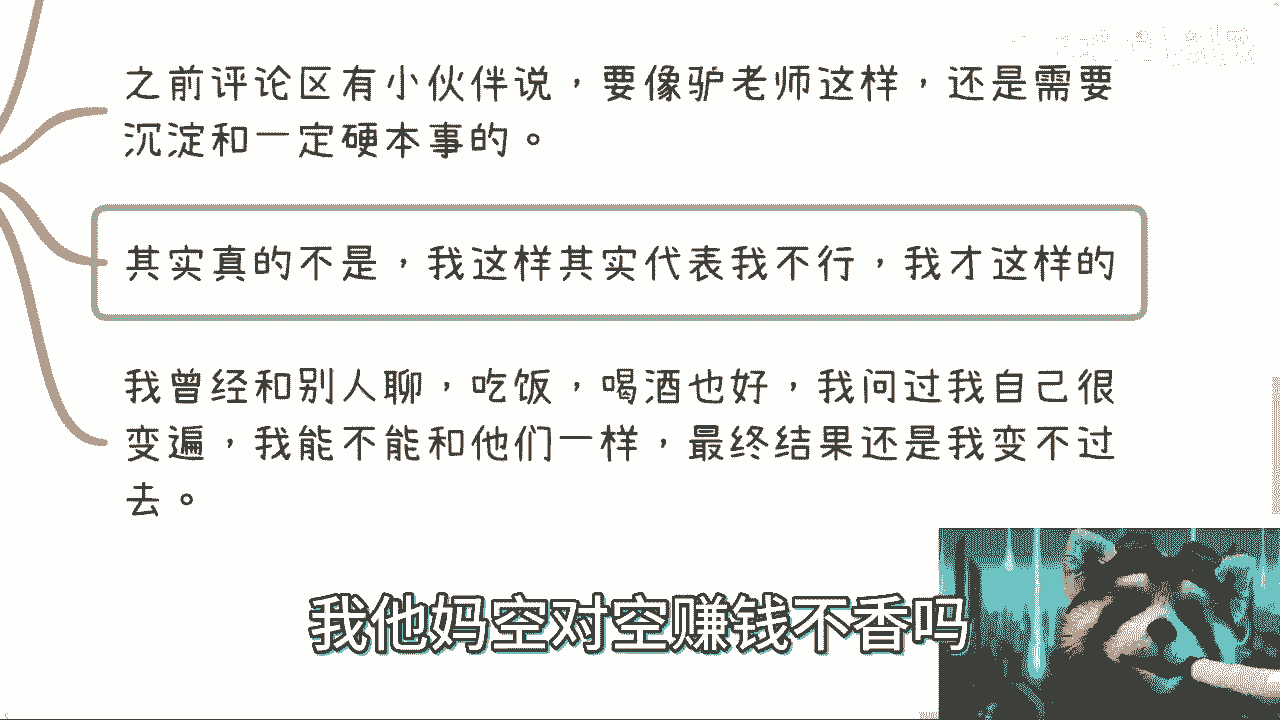 之前评论区有小伙伴说，要像驴老师这样，还是需要
沉淀和一定硬本事的。
其实真的不是，我这样其实代表我不行，我才这样的
我曾经和别人聊，吃饭，喝酒也好，我问过我自己很
变遍，我能不能和他们一样，最终结果还是我变不过
去。
我他妈空对空赚钱不香吗